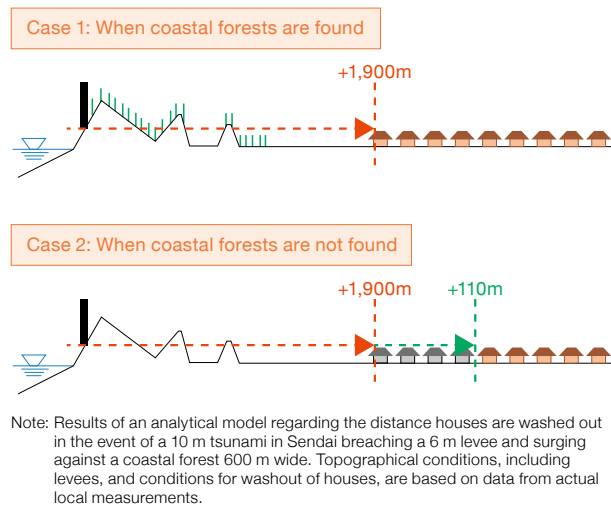 Case 1: When coastal forests are found
+1,900m
Case 2: When coastal forests are not found
+1,900m +110m
Note: Results of an analytical model regarding the distance houses are washed out
in the event of a 10 m tsunami in Sendai breaching a 6 m levee and surging
against a coastal forest 600 m wide. Topographical conditions, including
levees, and conditions for washout of houses, are based on data from actual
local measurements.